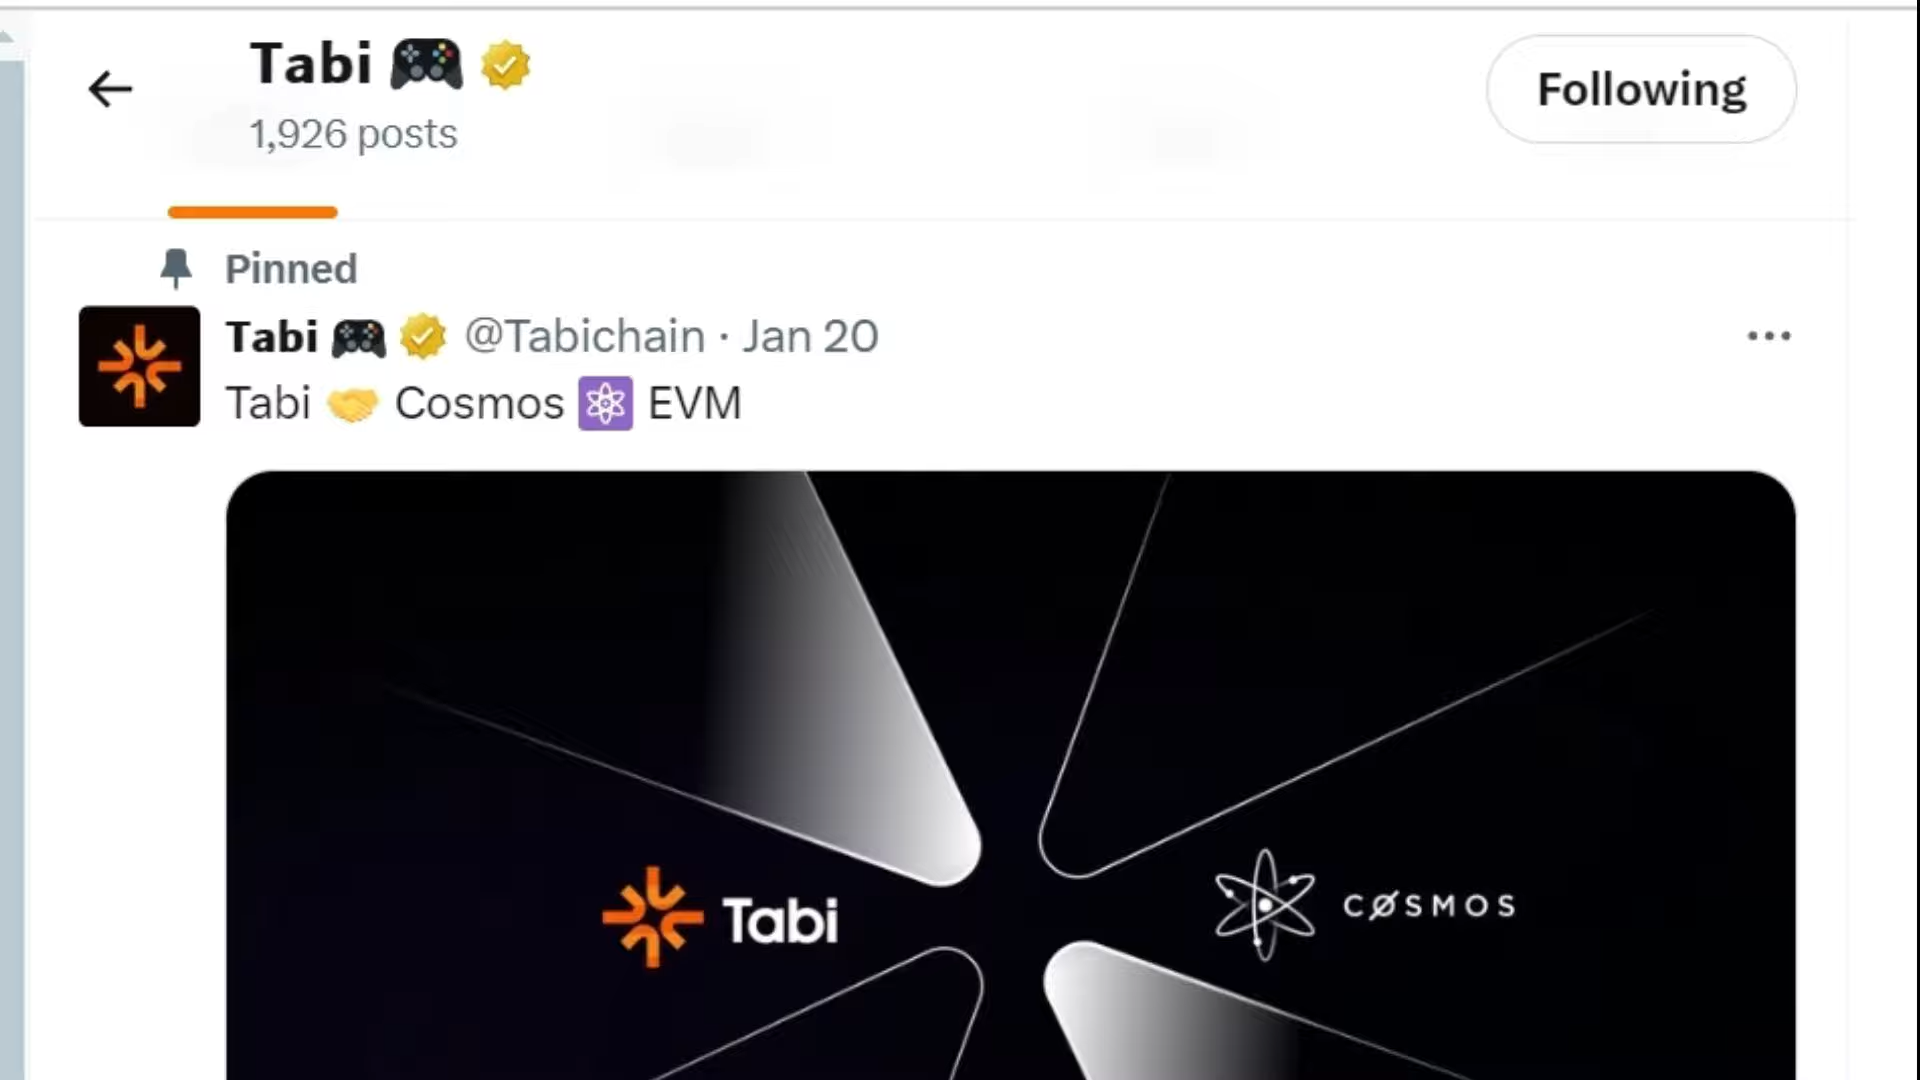 Tabi 🎮
1,926 posts
Following
Pinned
Tabi 🎮 @Tabichain · Jan 20
Tabi 🤝 Cosmos ⚛️ EVM
Tabi
CØSMOS